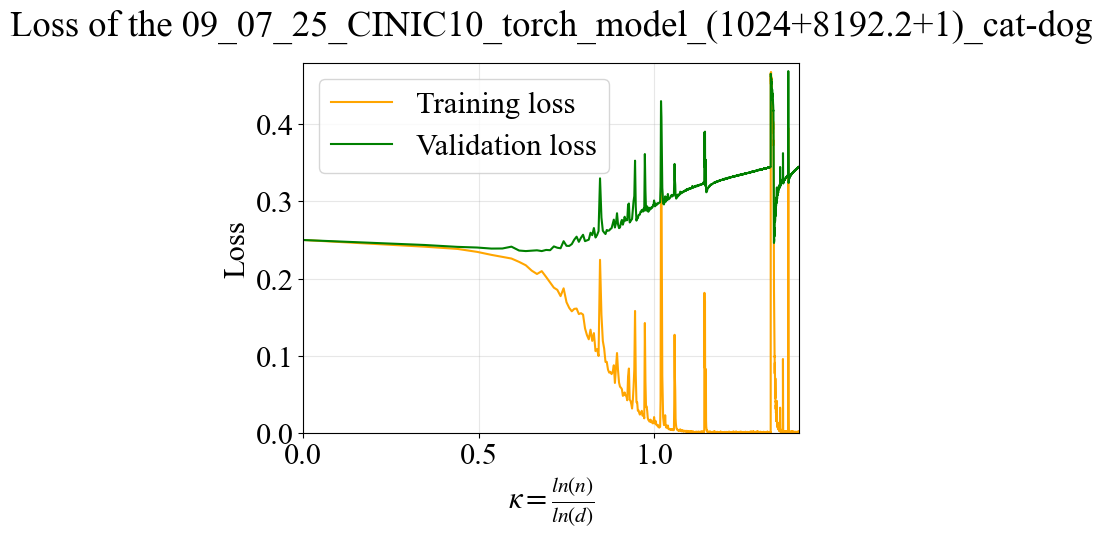 Loss of the 09_07_25_CINIC10_torch_model_(1024+8192.2+1)_cat-dog
Training loss
Validation loss
Loss
0.4
0.3
0.2
0.1
0.0
0.0 0.5 1.0
κ = ln(n)/ln(d)